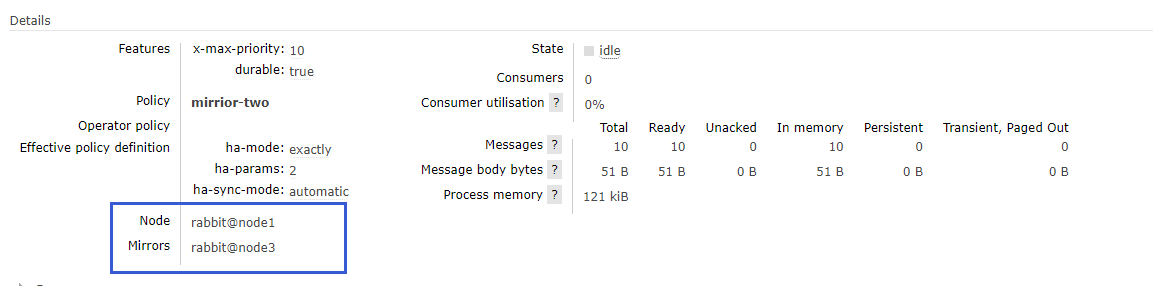 Details
Features x-max-priority: 10
durable: true
Policy mirrior-two
Operator policy
Effective policy definition ha-mode: exactly
ha-params: 2
ha-sync-mode: automatic
Node rabbit@node1
Mirrors rabbit@node3
State idle
Consumers 0
Consumer utilisation ? 0%
Total Ready Unacked In memory Persistent Transient, Paged Out
Messages ? 10 10 0 10 0 0
Message body bytes ? 51 B 51 B 0 B 51 B 0 B 0 B
Process memory ? 121 kiB